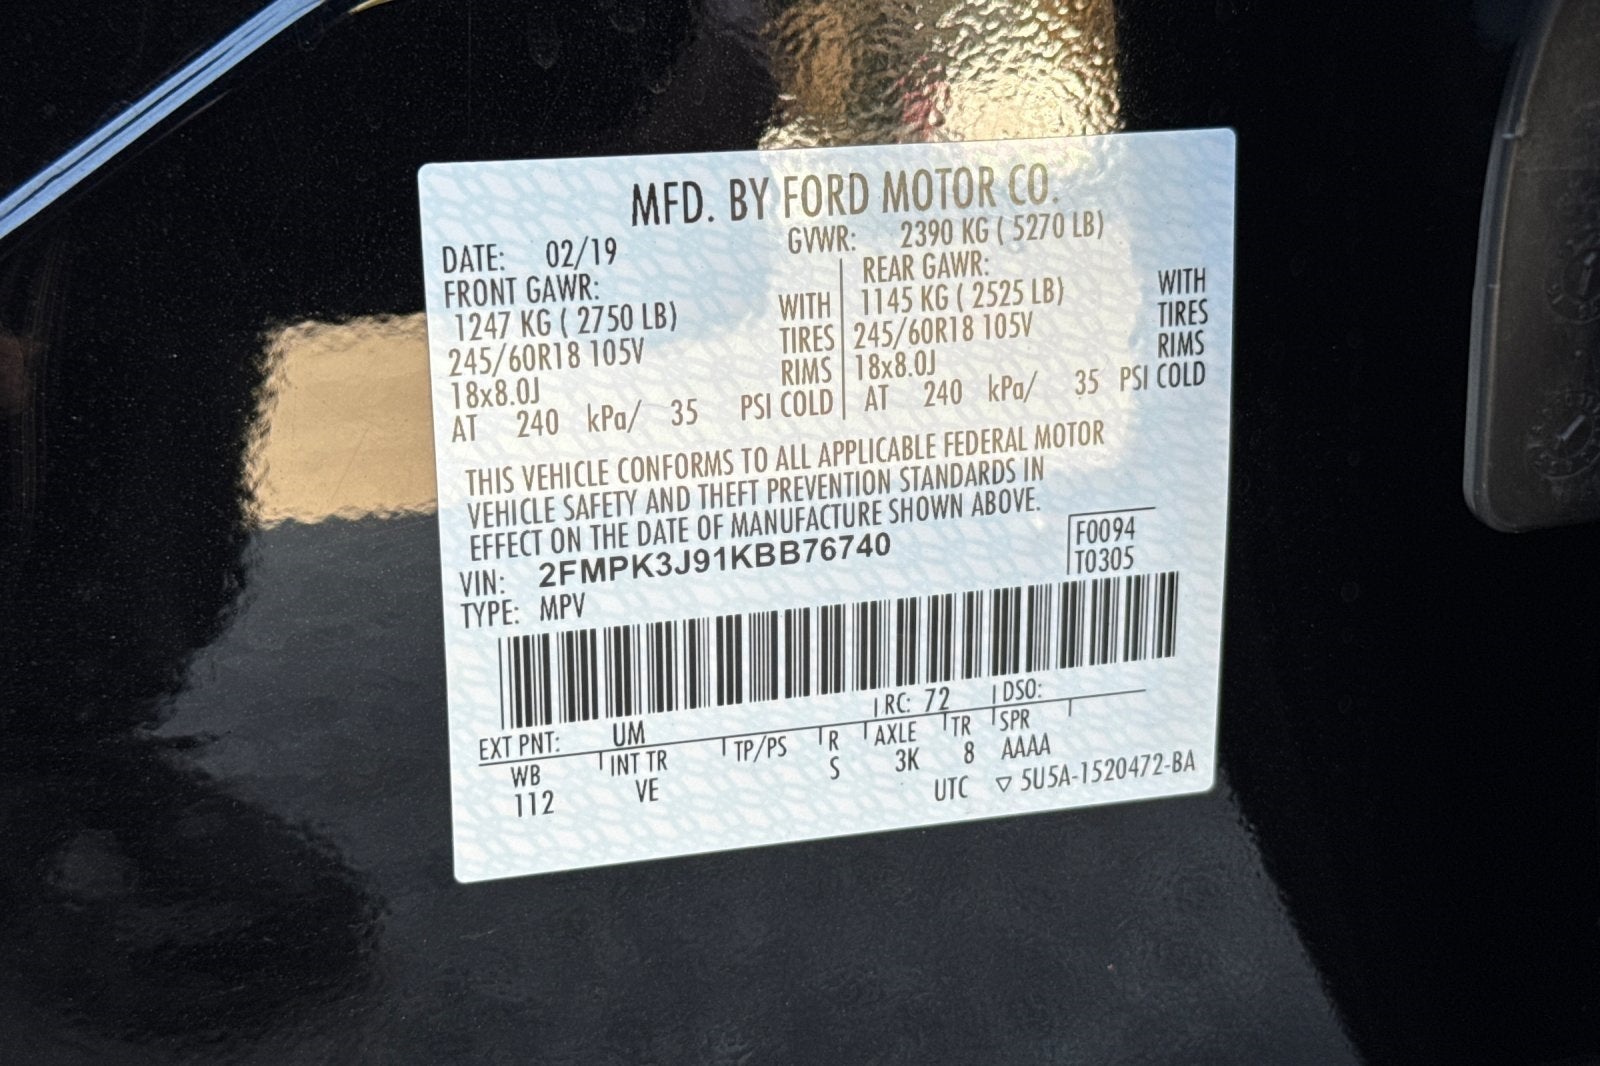 MFD. BY FORD MOTOR CO.
DATE: 02/19 GVWR: 2390 KG ( 5270 LB)
FRONT GAWR: REAR GAWR:
1247 KG ( 2750 LB) WITH 1145 KG ( 2525 LB) WITH
245/60R18 105V TIRES 245/60R18 105V TIRES
18x8.0J RIMS 18x8.0J RIMS
AT 240 kPa/ 35 PSI COLD AT 240 kPa/ 35 PSI COLD
THIS VEHICLE CONFORMS TO ALL APPLICABLE FEDERAL MOTOR
VEHICLE SAFETY AND THEFT PREVENTION STANDARDS IN
EFFECT ON THE DATE OF MANUFACTURE SHOWN ABOVE.
VIN: 2FMPK3J91KBB76740 F0094
TYPE: MPV T0305
EXT PNT: UM RC: 72 DSO:
WB INT TR TP/PS R AXLE TR SPR
112 VE S 3K 8 AAAA
UTC ▽ 5U5A-1520472-BA